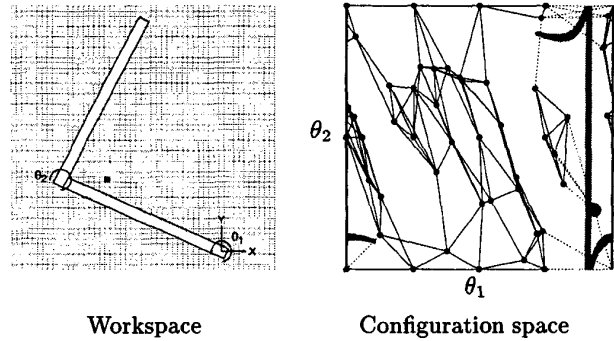 θ₂
Y
θ₁
X
θ₂
θ₁
Workspace
Configuration space